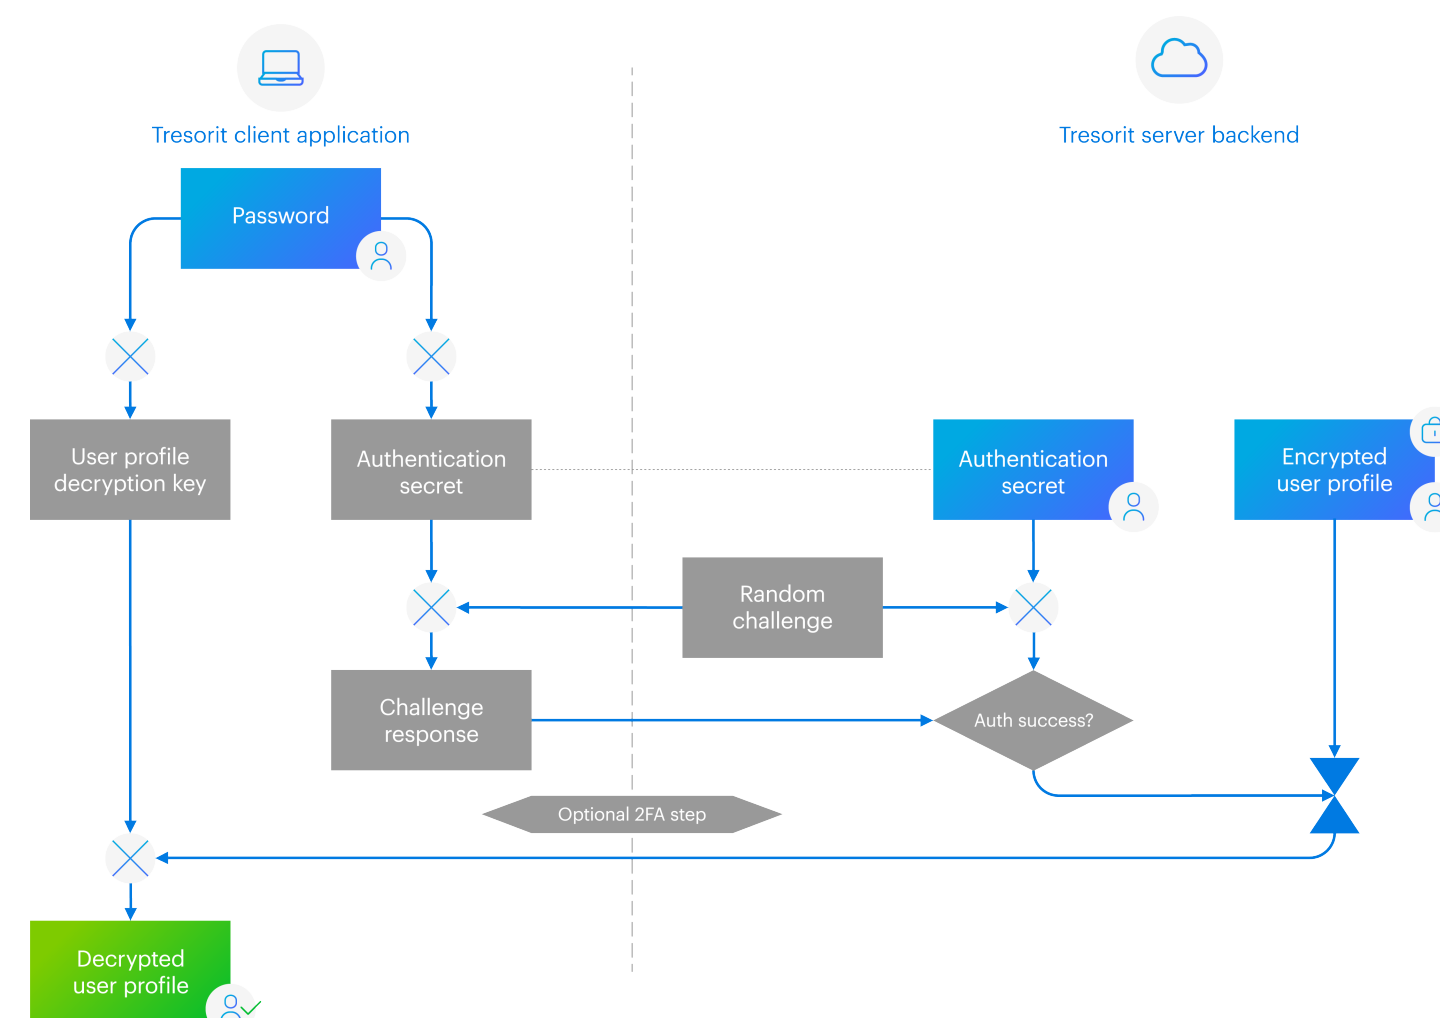 Tresorit client application
Tresorit server backend
Password
User profile
decryption key
Authentication
secret
Authentication
secret
Encrypted
user profile
Random
challenge
Challenge
response
Auth success?
Optional 2FA step
Decrypted
user profile